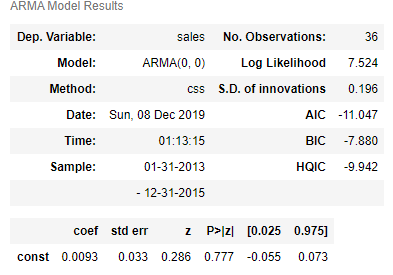 ARMA Model Results
Dep. Variable: sales No. Observations: 36
Model: ARMA(0, 0) Log Likelihood 7.524
Method: css S.D. of innovations 0.196
Date: Sun, 08 Dec 2019 AIC -11.047
Time: 01:13:15 BIC -7.880
Sample: 01-31-2013 HQIC -9.942
- 12-31-2015
coef std err z P>|z| [0.025 0.975]
const 0.0093 0.033 0.286 0.777 -0.055 0.073